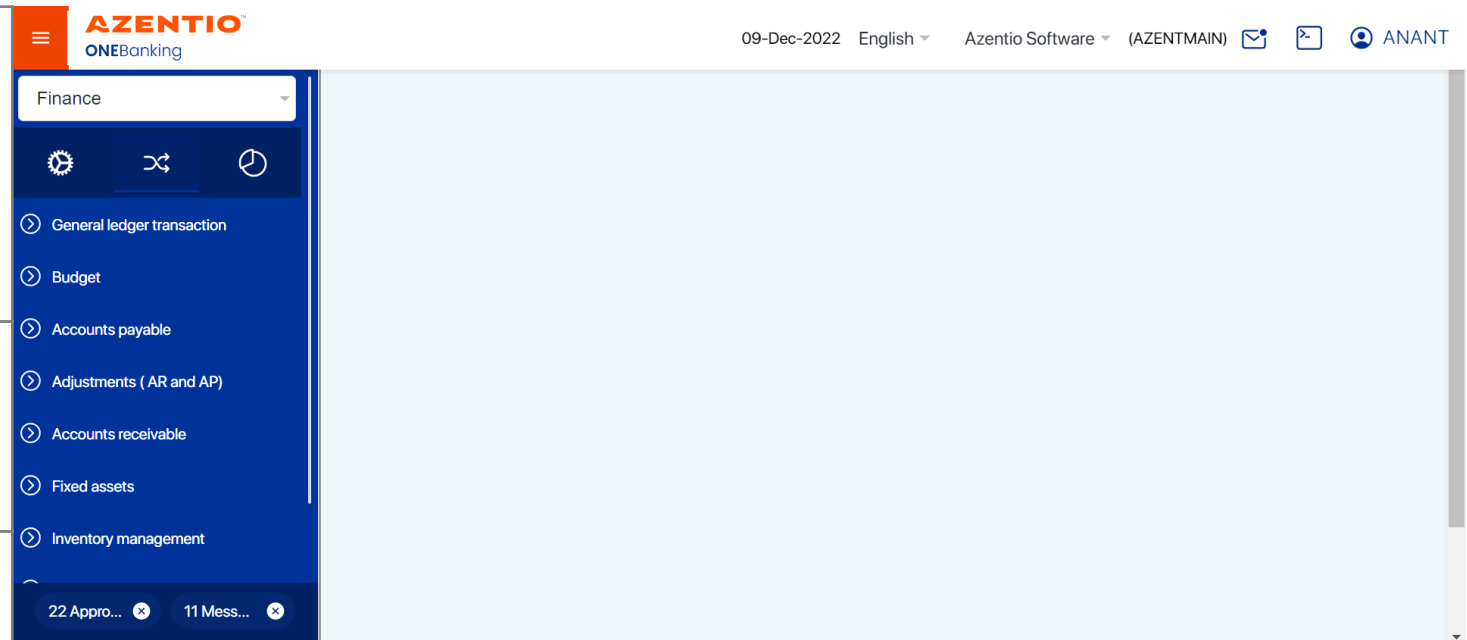 AZENTIO™
ONEBanking
09-Dec-2022 English Azentio Software (AZENTMAIN) ANANT
Finance
General ledger transaction
Budget
Accounts payable
Adjustments ( AR and AP)
Accounts receivable
Fixed assets
Inventory management
22 Appro... 11 Mess...